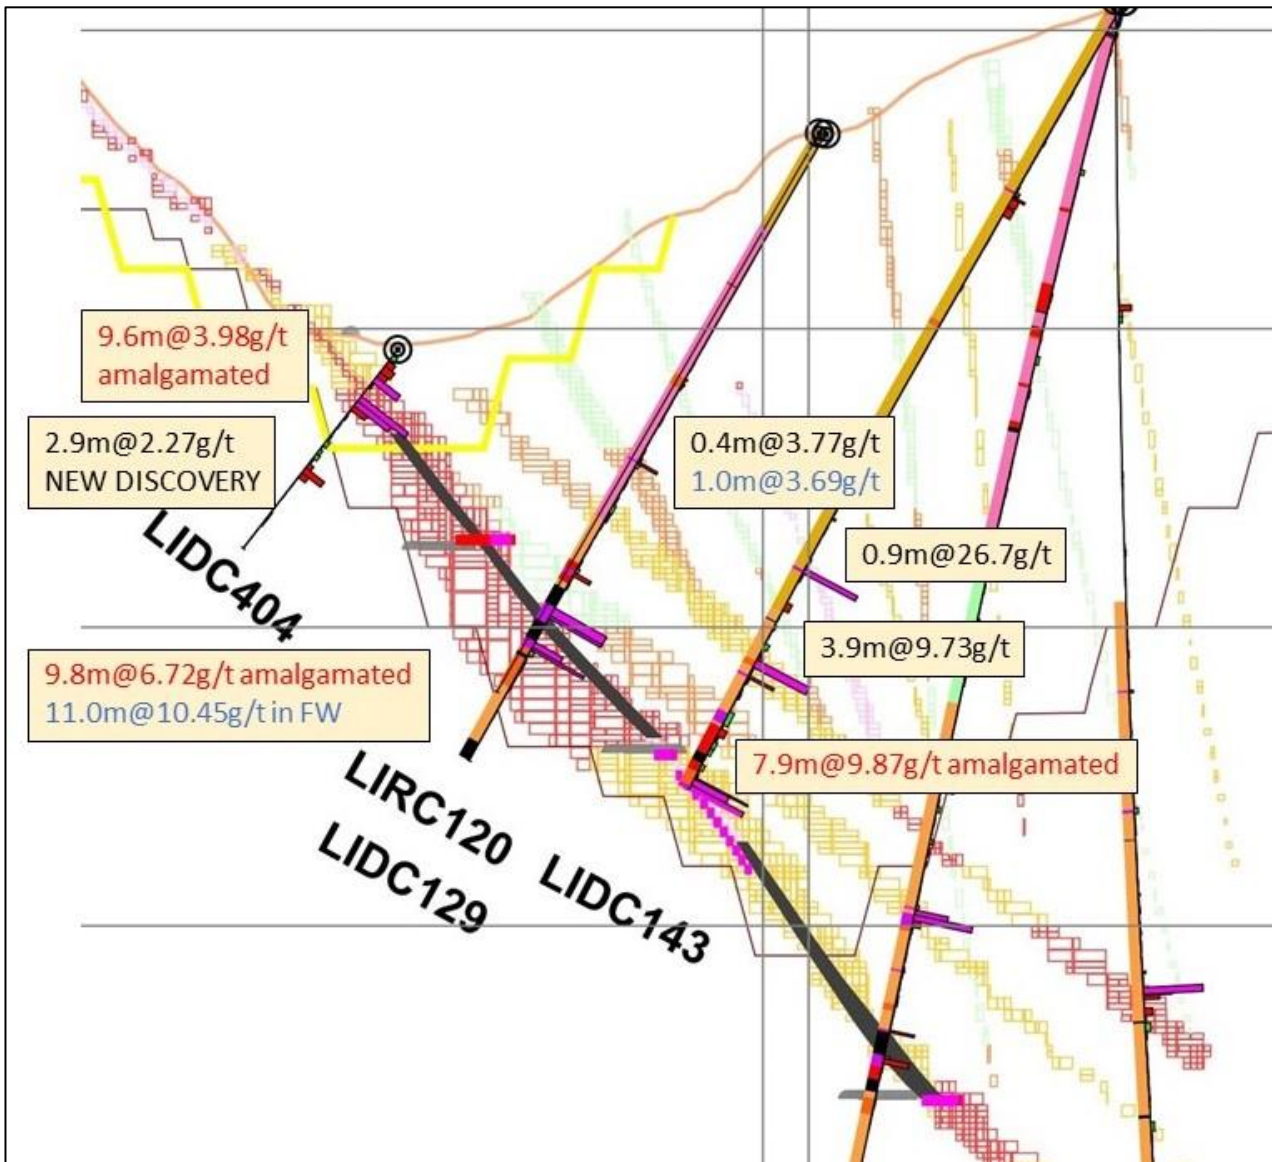 9.6m@3.98g/t
amalgamated
2.9m@2.27g/t
NEW DISCOVERY
0.4m@3.77g/t
1.0m@3.69g/t
0.9m@26.7g/t
LIDC404
3.9m@9.73g/t
9.8m@6.72g/t amalgamated
11.0m@10.45g/t in FW
7.9m@9.87g/t amalgamated
LIRC120
LIDC129
LIDC143